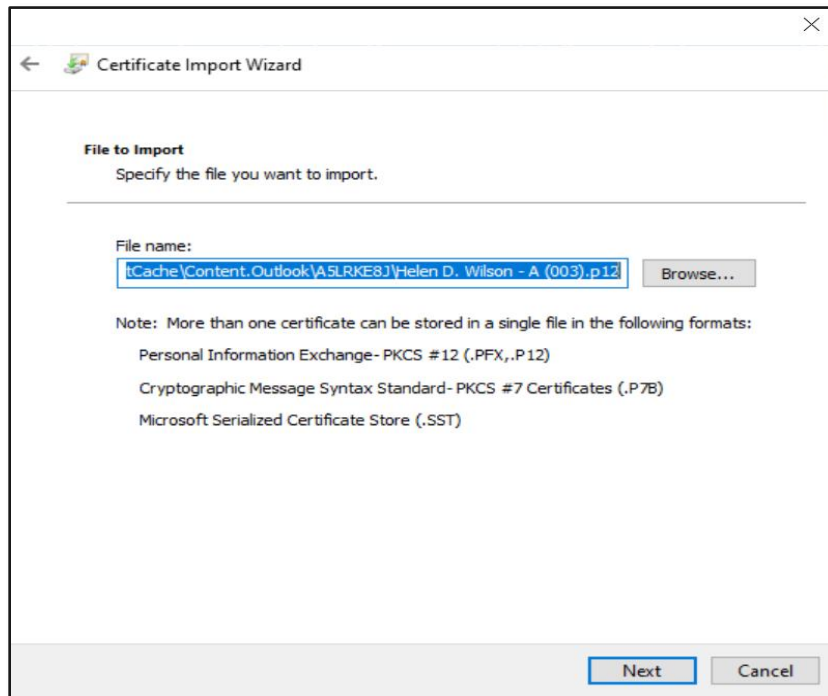 Certificate Import Wizard
File to Import
Specify the file you want to import.
File name:
tCache\Content.Outlook\A5LRKE8J\Helen D. Wilson - A (003).p12
Browse...
Note: More than one certificate can be stored in a single file in the following formats:
Personal Information Exchange- PKCS #12 (.PFX,.P12)
Cryptographic Message Syntax Standard- PKCS #7 Certificates (.P7B)
Microsoft Serialized Certificate Store (.SST)
Next
Cancel